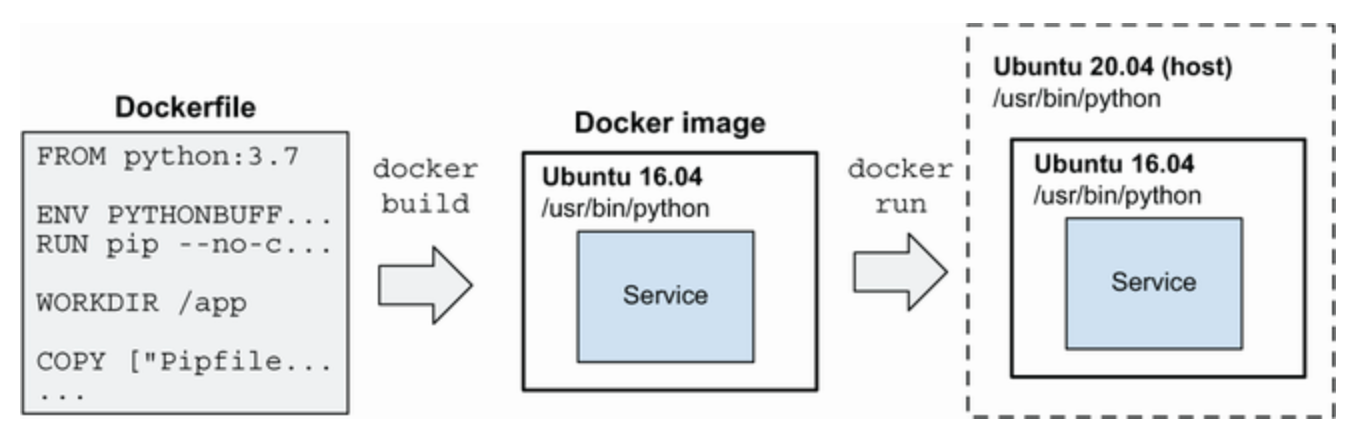 Dockerfile
FROM python:3.7
ENV PYTHONBUFF...
RUN pip --no-c...
WORKDIR /app
COPY ["Pipfile...
...
docker
build
Docker image
Ubuntu 16.04
/usr/bin/python
Service
docker
run
Ubuntu 20.04 (host)
/usr/bin/python
Ubuntu 16.04
/usr/bin/python
Service